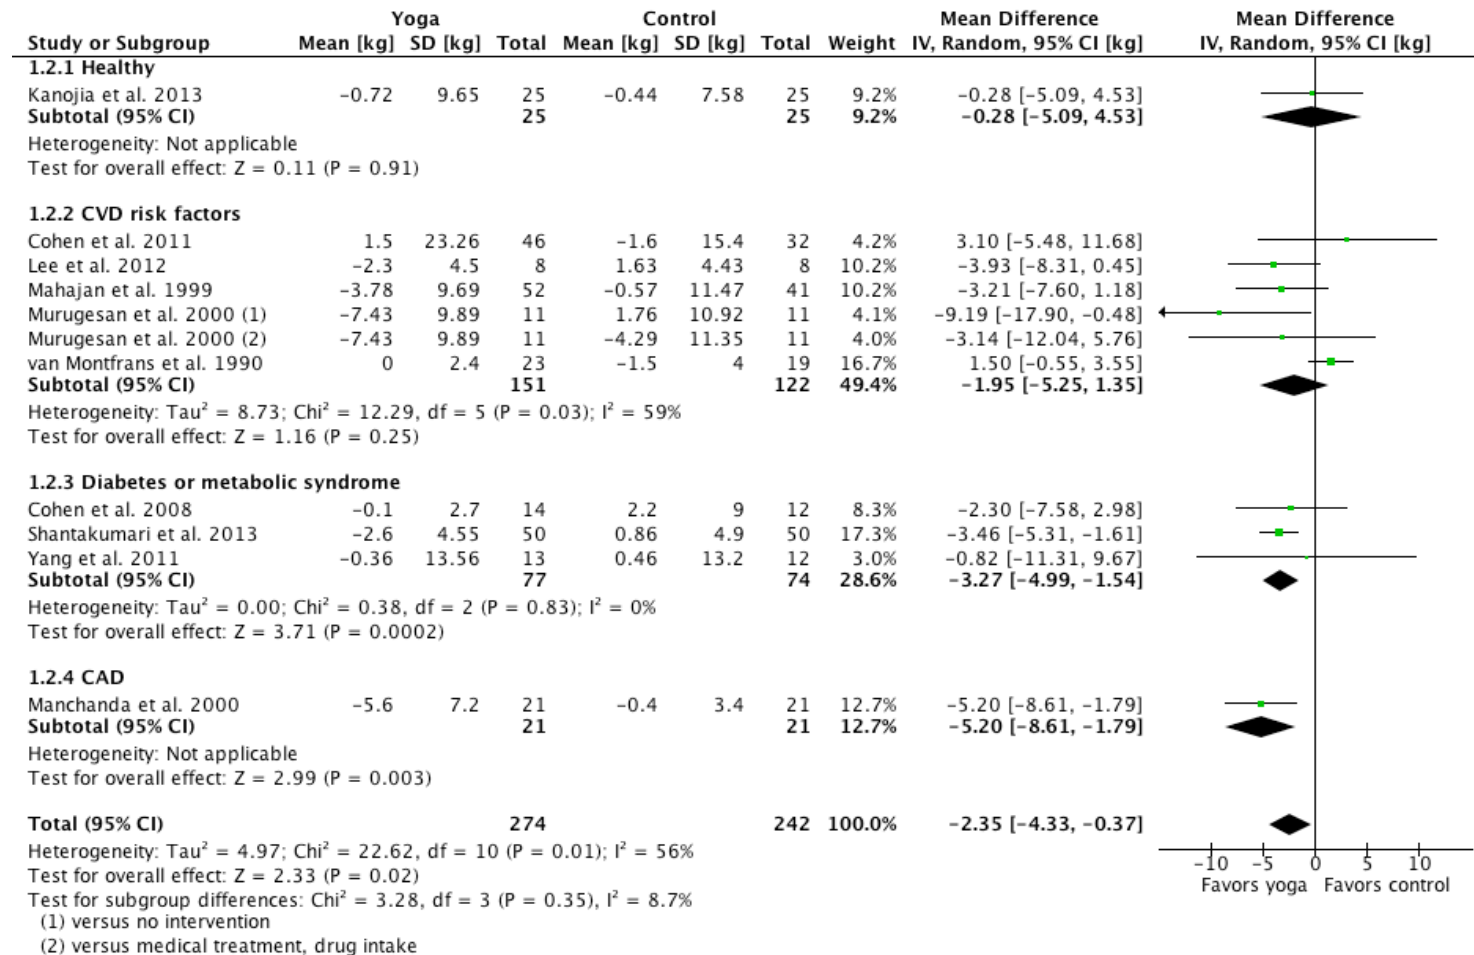 Yoga Control Mean Difference Mean Difference
Study or Subgroup Mean [kg] SD [kg] Total Mean [kg] SD [kg] Total Weight IV, Random, 95% CI [kg] IV, Random, 95% CI [kg]
1.2.1 Healthy
Kanojia et al. 2013 −0.72 9.65 25 −0.44 7.58 25 9.2% −0.28 [−5.09, 4.53]
Subtotal (95% CI) 25 25 9.2% −0.28 [−5.09, 4.53]
Heterogeneity: Not applicable
Test for overall effect: Z = 0.11 (P = 0.91)
1.2.2 CVD risk factors
Cohen et al. 2011 1.5 23.26 46 −1.6 15.4 32 4.2% 3.10 [−5.48, 11.68]
Lee et al. 2012 −2.3 4.5 8 1.63 4.43 8 10.2% −3.93 [−8.31, 0.45]
Mahajan et al. 1999 −3.78 9.69 52 −0.57 11.47 41 10.2% −3.21 [−7.60, 1.18]
Murugesan et al. 2000 (1) −7.43 9.89 11 1.76 10.92 11 4.1% −9.19 [−17.90, −0.48]
Murugesan et al. 2000 (2) −7.43 9.89 11 −4.29 11.35 11 4.0% −3.14 [−12.04, 5.76]
van Montfrans et al. 1990 0 2.4 23 −1.5 4 19 16.7% 1.50 [−0.55, 3.55]
Subtotal (95% CI) 151 122 49.4% −1.95 [−5.25, 1.35]
Heterogeneity: Tau² = 8.73; Chi² = 12.29, df = 5 (P = 0.03); I² = 59%
Test for overall effect: Z = 1.16 (P = 0.25)
1.2.3 Diabetes or metabolic syndrome
Cohen et al. 2008 −0.1 2.7 14 2.2 9 12 8.3% −2.30 [−7.58, 2.98]
Shantakumari et al. 2013 −2.6 4.55 50 0.86 4.9 50 17.3% −3.46 [−5.31, −1.61]
Yang et al. 2011 −0.36 13.56 13 0.46 13.2 12 3.0% −0.82 [−11.31, 9.67]
Subtotal (95% CI) 77 74 28.6% −3.27 [−4.99, −1.54]
Heterogeneity: Tau² = 0.00; Chi² = 0.38, df = 2 (P = 0.83); I² = 0%
Test for overall effect: Z = 3.71 (P = 0.0002)
1.2.4 CAD
Manchanda et al. 2000 −5.6 7.2 21 −0.4 3.4 21 12.7% −5.20 [−8.61, −1.79]
Subtotal (95% CI) 21 21 12.7% −5.20 [−8.61, −1.79]
Heterogeneity: Not applicable
Test for overall effect: Z = 2.99 (P = 0.003)
Total (95% CI) 274 242 100.0% −2.35 [−4.33, −0.37]
Heterogeneity: Tau² = 4.97; Chi² = 22.62, df = 10 (P = 0.01); I² = 56%
Test for overall effect: Z = 2.33 (P = 0.02)
Test for subgroup differences: Chi² = 3.28, df = 3 (P = 0.35), I² = 8.7%
(1) versus no intervention
(2) versus medical treatment, drug intake
−10 −5 0 5 10
Favors yoga Favors control